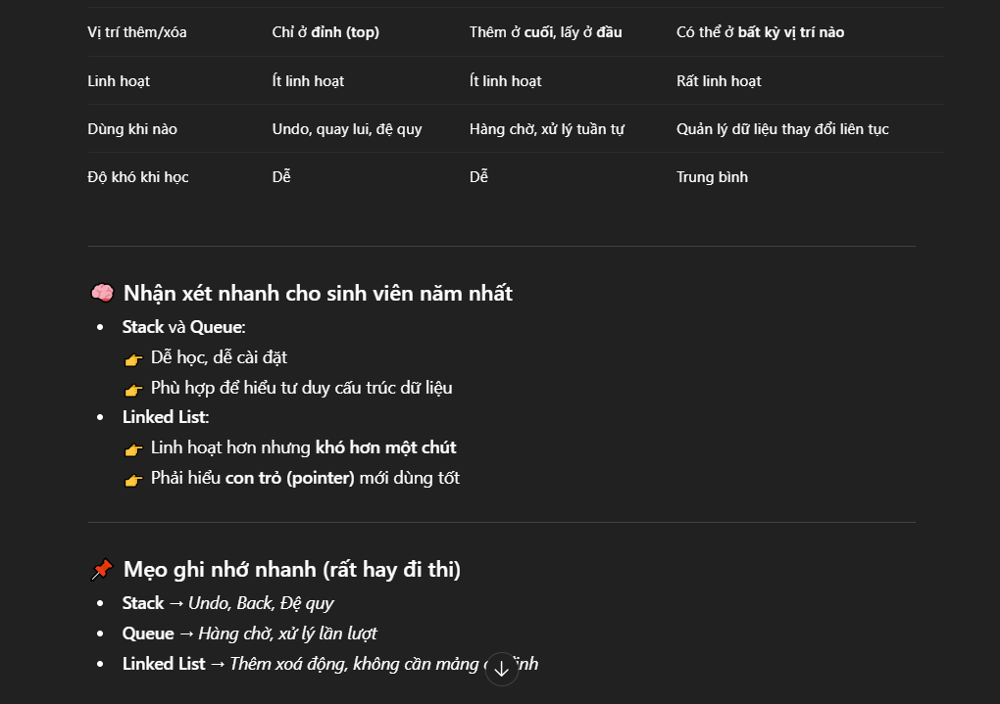 Vị trí thêm/xóa Chỉ ở đỉnh (top) Thêm ở cuối, lấy ở đầu Có thể ở bất kỳ vị trí nào
Linh hoạt Ít linh hoạt Ít linh hoạt Rất linh hoạt
Dùng khi nào Undo, quay lui, đệ quy Hàng chờ, xử lý tuần tự Quản lý dữ liệu thay đổi liên tục
Độ khó khi học Dễ Dễ Trung bình
🧠 Nhận xét nhanh cho sinh viên năm nhất
• Stack và Queue:
👉 Dễ học, dễ cài đặt
👉 Phù hợp để hiểu tư duy cấu trúc dữ liệu
• Linked List:
👉 Linh hoạt hơn nhưng khó hơn một chút
👉 Phải hiểu con trỏ (pointer) mới dùng tốt
📌 Mẹo ghi nhớ nhanh (rất hay đi thi)
• Stack → Undo, Back, Đệ quy
• Queue → Hàng chờ, xử lý lần lượt
• Linked List → Thêm xoá động, không cần mảng